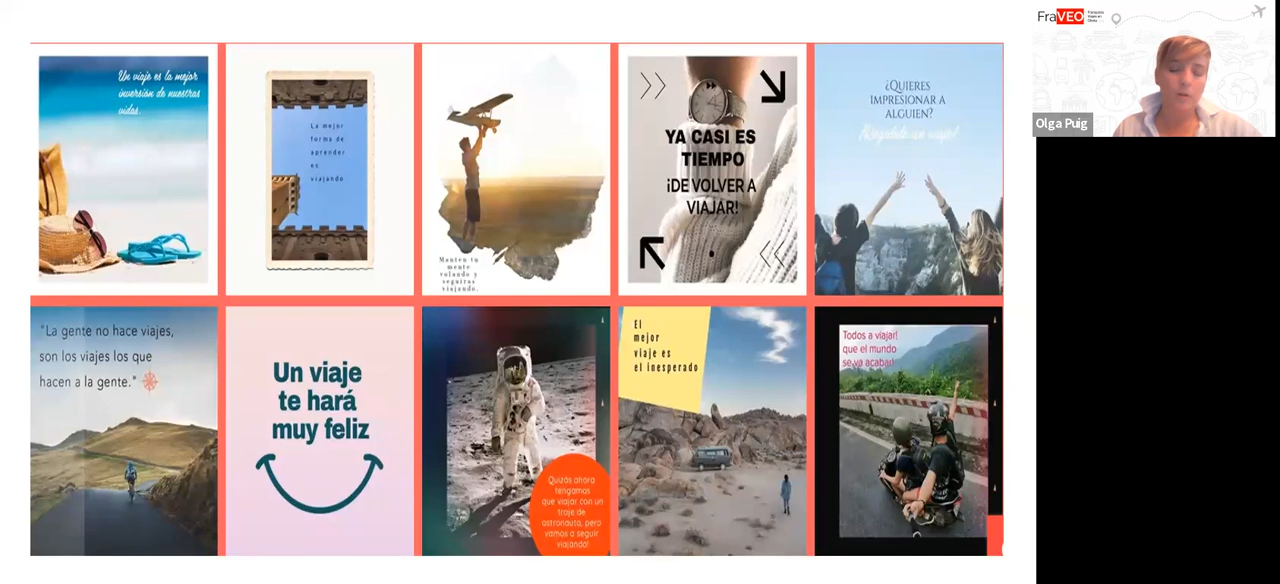 Un viaje es la mejor
inversión de nuestras
vidas.
La mejor
forma de
aprender
es
viajando
Manten tu
mente
volando y
seguiras
viajando.
YA CASI ES
TIEMPO
¡DE VOLVER A
VIAJAR!
¿QUIERES
IMPRESIONAR A
ALGUIEN?
¡Regálale un viaje!
"La gente no hace viajes,
son los viajes los que
hacen a la gente."
Un viaje
te hará
muy feliz
Quizás ahora
tengamos
que viajar con un
traje de
astronauta, pero
vamos a seguir
viajando!
El
mejor
viaje es
el inesperado
Todos a viajar!
que el mundo
se va acabar!
FraVEO
Olga Puig